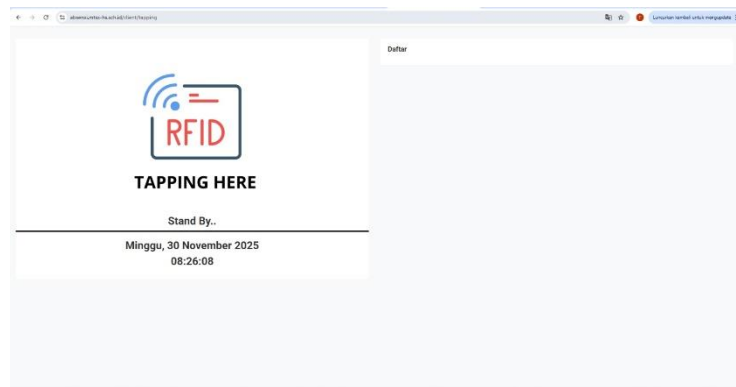 RFID
TAPPING HERE
Stand By..
Minggu, 30 November 2025
08:26:08
Daftar